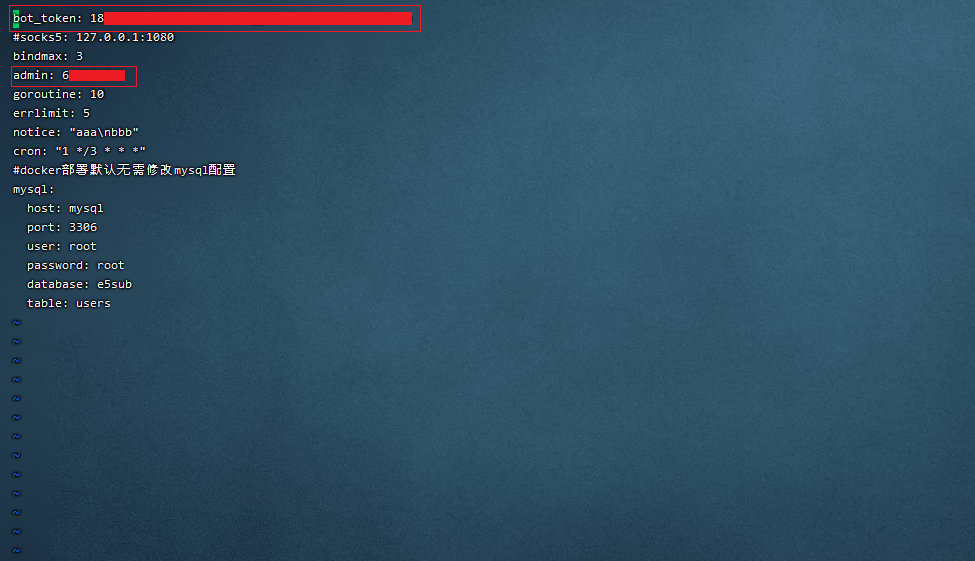 bot_token: 18
#socks5: 127.0.0.1:1080
bindmax: 3
admin: 6
goroutine: 10
errlimit: 5
notice: "aaa\nbbb"
cron: "1 */3 * * *"
#docker部署默认无需修改mysql配置
mysql:
  host: mysql
  port: 3306
  user: root
  password: root
  database: e5sub
  table: users
~
~
~
~
~
~
~
~
~
~
~
~
~